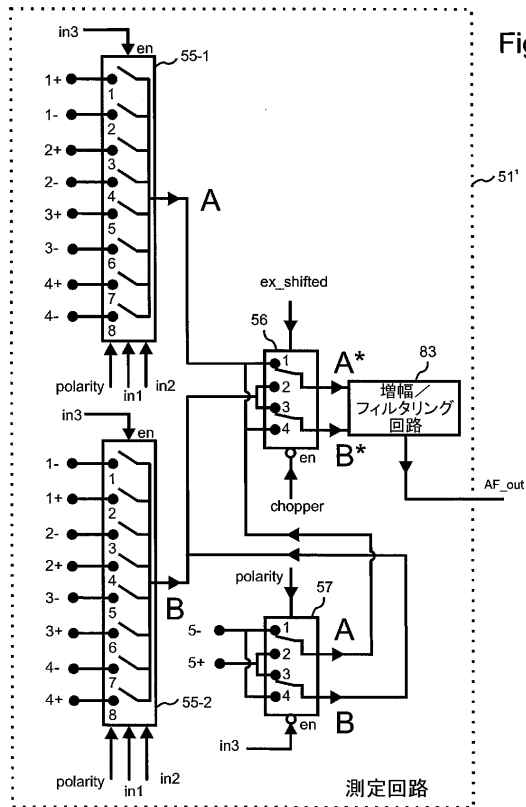 Fig
in3
en
55-1
1+
1
1-
2
2+
3
2-
4
3+
5
3-
6
4+
7
4-
8
A
51'
polarity
in1
in2
ex_shifted
56
1
2
3
4
en
chopper
A*
B*
83
増幅／
フィルタリング
回路
AF_out
in3
en
1-
1
1+
2
2-
3
2+
4
3-
5
3+
6
4-
7
4+
8
B
55-2
polarity
in1
in2
polarity
57
5-
5+
1
2
3
4
A
B
en
in3
測定回路